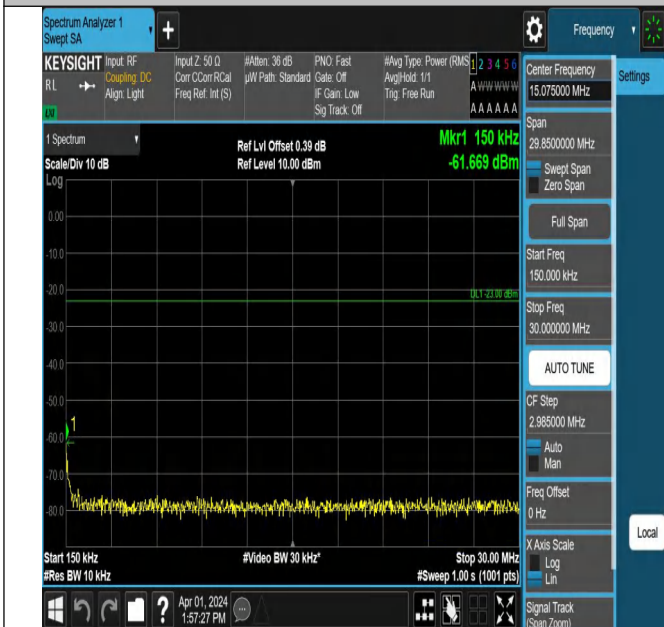 Spectrum Analyzer 1
Swept SA
+
Frequency
KEYSIGHT
RL
Input: RF
Coupling: DC
Align: Light
Input Z: 50 Ω
Corr CCorr RCal
Freq Ref: Int (S)
#Atten: 36 dB
µW Path: Standard
PNO: Fast
Gate: Off
IF Gain: Low
Sig Track: Off
#Avg Type: Power (RMS
Avg|Hold: 1/1
Trig: Free Run
1 2 3 4 5 6
A W W W W W
A A A A A A
LXI
1 Spectrum
Scale/Div 10 dB
Log
Ref Lvl Offset 0.39 dB
Ref Level 10.00 dBm
Mkr1 150 kHz
-61.669 dBm
0.00
-10.0
-20.0
DL1 -23.00 dBm
-30.0
-40.0
-50.0
1
-60.0
-70.0
-80.0
Start 150 kHz
#Res BW 10 kHz
#Video BW 30 kHz*
Stop 30.00 MHz
#Sweep 1.00 s (1001 pts)
Apr 01, 2024
1:57:27 PM
Center Frequency
15.075000 MHz
Settings
Span
29.8500000 MHz
Swept Span
Zero Span
Full Span
Start Freq
150.000 kHz
Stop Freq
30.000000 MHz
AUTO TUNE
CF Step
2.985000 MHz
Auto
Man
Freq Offset
0 Hz
Local
X Axis Scale
Log
Lin
Signal Track
(Span Zoom)